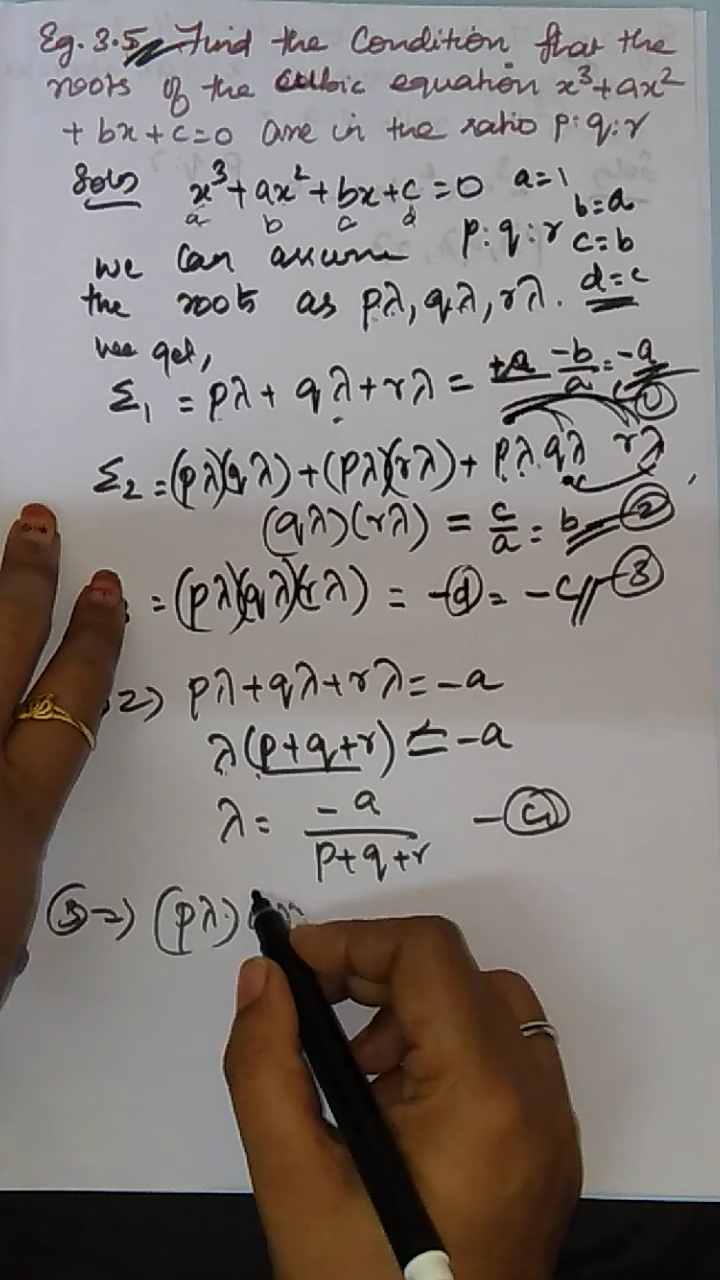 Eg. 3.5 Find the Condition that the
roots of the cubic equation x³+ax²
+bx+c=0 are in the ratio p:q:r
Soln x³+ax²+bx+c=0 a=1
a b c d b=a
we can assume p:q:r c=b
the roots as pλ, qλ, rλ. d=c
we get,
Σ₁ = pλ+qλ+rλ = -b/a = -a ①
Σ₂ = (pλ)(qλ)+(pλ)(rλ)+ pλ qλ rλ
(qλ)(rλ) = c/a = b - ②
= (pλ)(qλ)(rλ) = -d = -c - ③
=> pλ+qλ+rλ = -a
λ(p+q+r) = -a
λ = -a/p+q+r - ④
③ => (pλ)